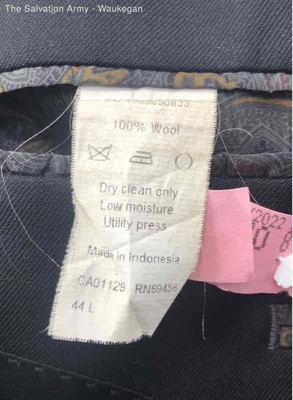 The Salvation Army - Waukegan
100% Wool
Dry clean only
Low moisture
Utility press
Made in Indonesia
CA01129 RN69456
44 L
/2022